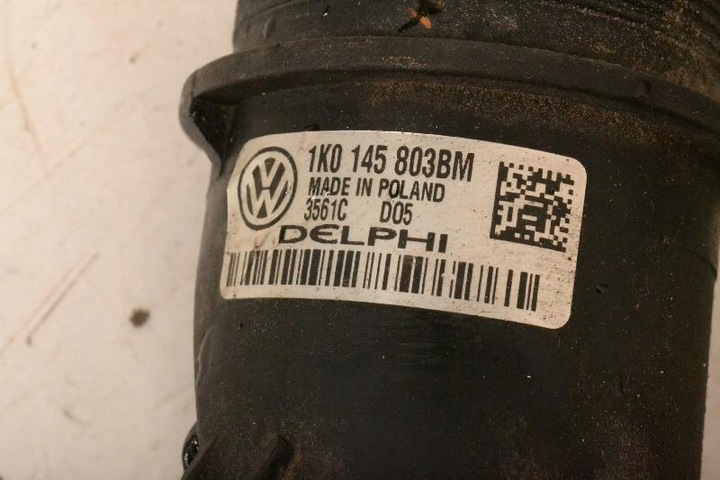 1K0 145 803BM
MADE IN POLAND
3561C D05
DELPHI